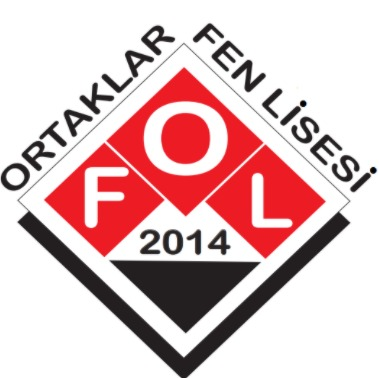 ORTAKLAR FEN LİSESİ
O
F L
2014